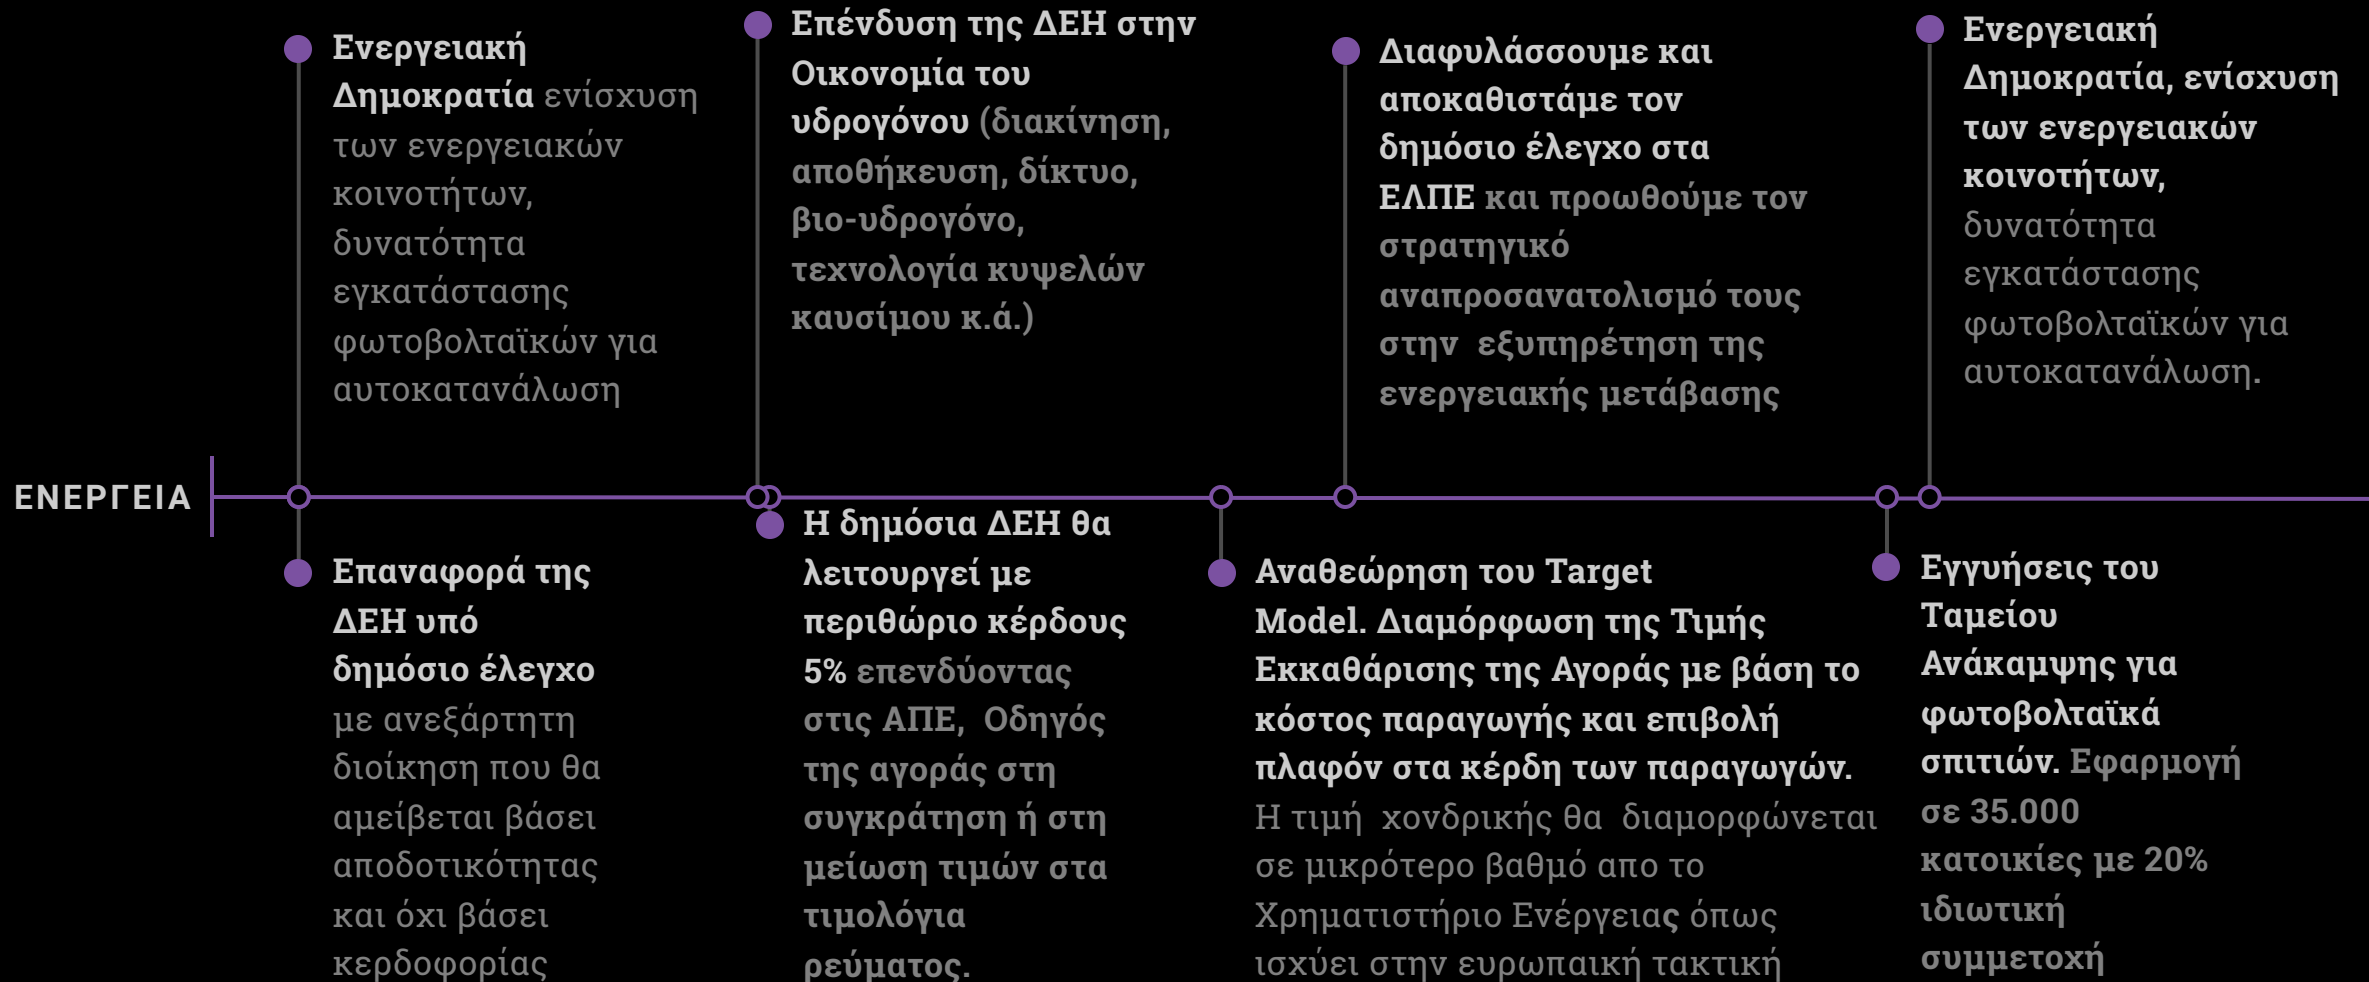 Ενεργειακή
Δημοκρατία ενίσχυση
των ενεργειακών
κοινοτήτων,
δυνατότητα
εγκατάστασης
φωτοβολταϊκών για
αυτοκατανάλωση
Επένδυση της ΔΕΗ στην
Οικονομία του
υδρογόνου (διακίνηση,
αποθήκευση, δίκτυο,
βιο-υδρογόνο,
τεχνολογία κυψελών
καυσίμου κ.ά.)
Διαφυλάσσουμε και
αποκαθιστάμε τον
δημόσιο έλεγχο στα
ΕΛΠΕ και προωθούμε τον
στρατηγικό
αναπροσανατολισμό τους
στην  εξυπηρέτηση της
ενεργειακής μετάβασης
Ενεργειακή
Δημοκρατία, ενίσχυση
των ενεργειακών
κοινοτήτων,
δυνατότητα
εγκατάστασης
φωτοβολταϊκών για
αυτοκατανάλωση.
ΕΝΕΡΓΕΙΑ
Επαναφορά της
ΔΕΗ υπό
δημόσιο έλεγχο
με ανεξάρτητη
διοίκηση που θα
αμείβεται βάσει
αποδοτικότητας
και όχι βάσει
κερδοφορίας
Η δημόσια ΔΕΗ θα
λειτουργεί με
περιθώριο κέρδους
5% επενδύοντας
στις ΑΠΕ,  Οδηγός
της αγοράς στη
συγκράτηση ή στη
μείωση τιμών στα
τιμολόγια
ρεύματος.
Αναθεώρηση του Target
Model. Διαμόρφωση της Τιμής
Εκκαθάρισης της Αγοράς με βάση το
κόστος παραγωγής και επιβολή
πλαφόν στα κέρδη των παραγωγών.
Η τιμή  χονδρικής θα  διαμορφώνεται
σε μικρότeρο βαθμό απο το
Χρηματιστήριο Ενέργειας όπως
ισχύει στην ευρωπαική τακτική
Εγγυήσεις του
Ταμείου
Ανάκαμψης για
φωτοβολταϊκά
σπιτιών. Εφαρμογή
σε 35.000
κατοικίες με 20%
ιδιωτική
συμμετοχή